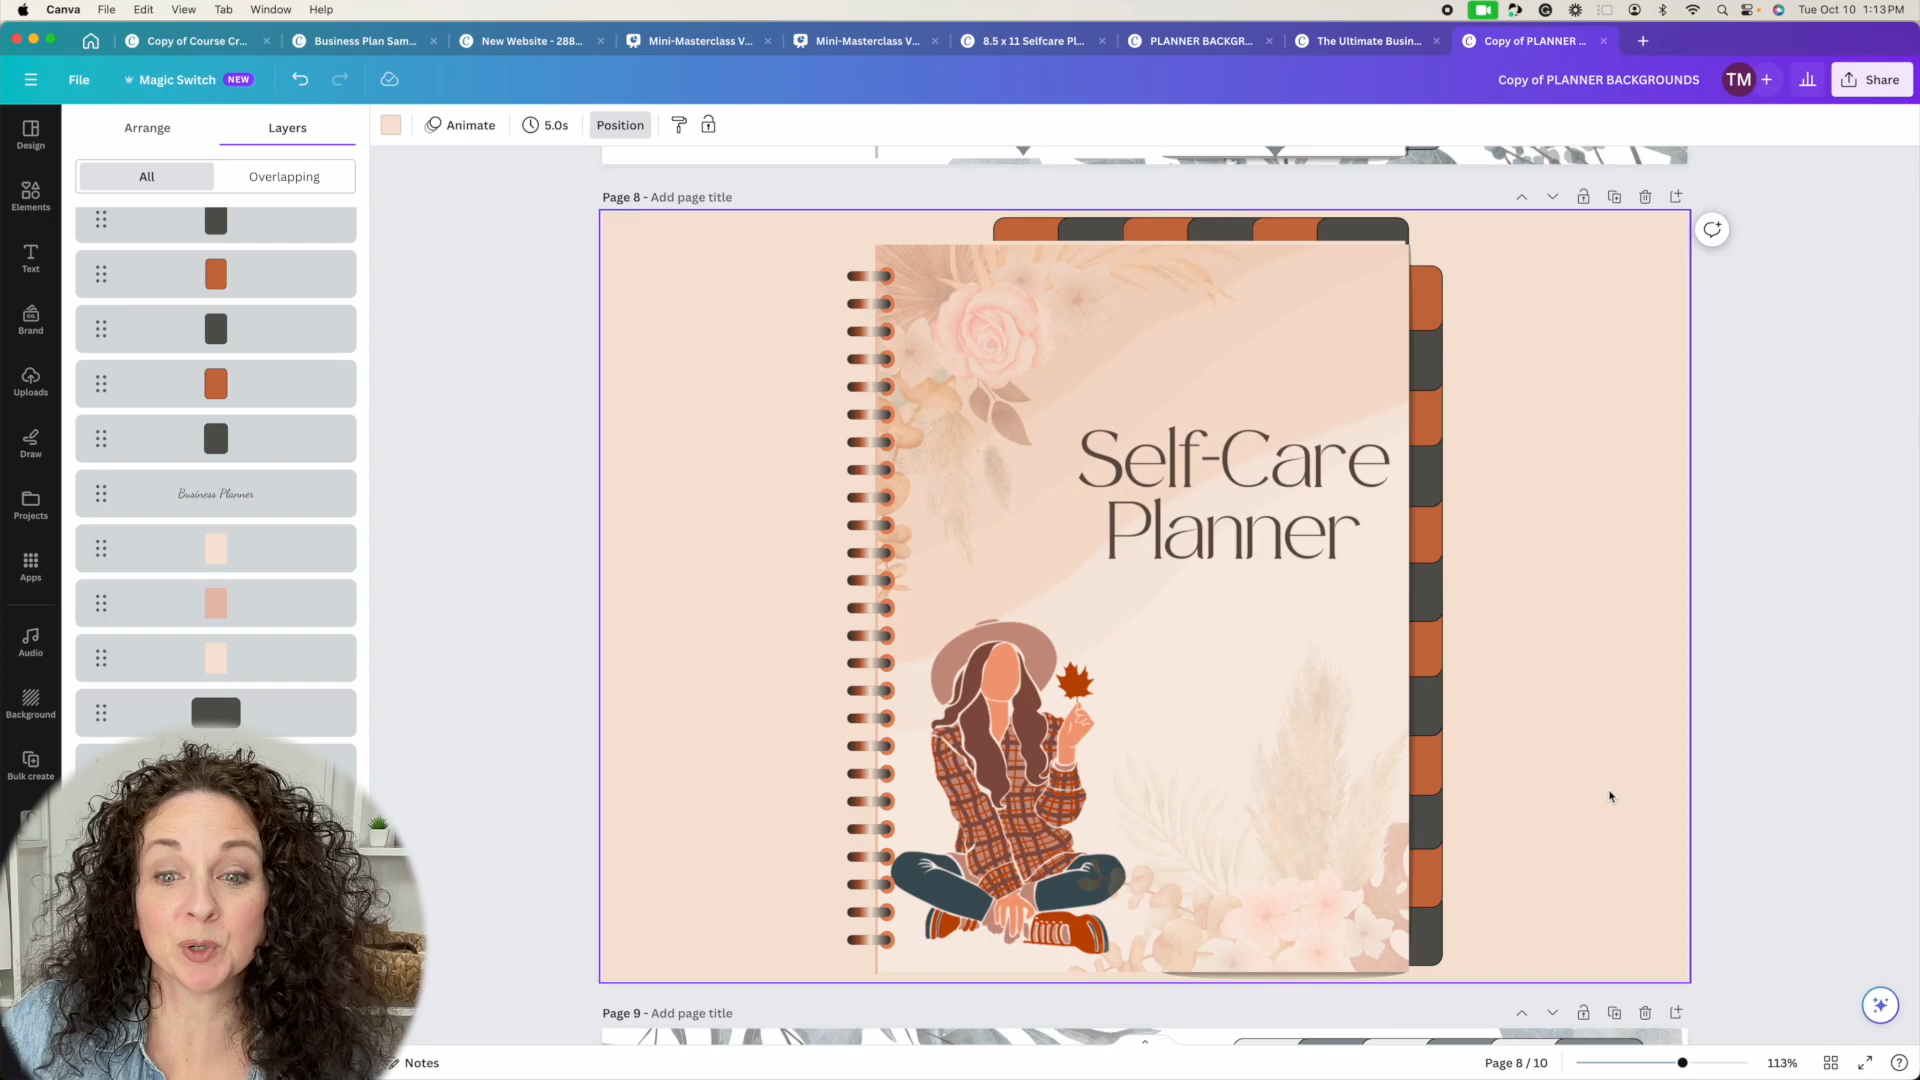 Canva File Edit View Tab Window Help Tue Oct 10 1:13 PM
Copy of Course Cr... Business Plan Sam... New Website - 288... Mini-Masterclass V... Mini-Masterclass V... 8.5 x 11 Selfcare Pl... PLANNER BACKGR... The Ultimate Busin... Copy of PLANNER ...
File Magic Switch NEW Copy of PLANNER BACKGROUNDS TM Share
Design
Elements
Text
Brand
Uploads
Draw
Projects
Apps
Audio
Background
Bulk create
Arrange Layers
All Overlapping
Business Planner
Animate 5.0s Position
Page 8 - Add page title
Self-Care
Planner
Page 9 - Add page title
Notes Page 8 / 10 113%